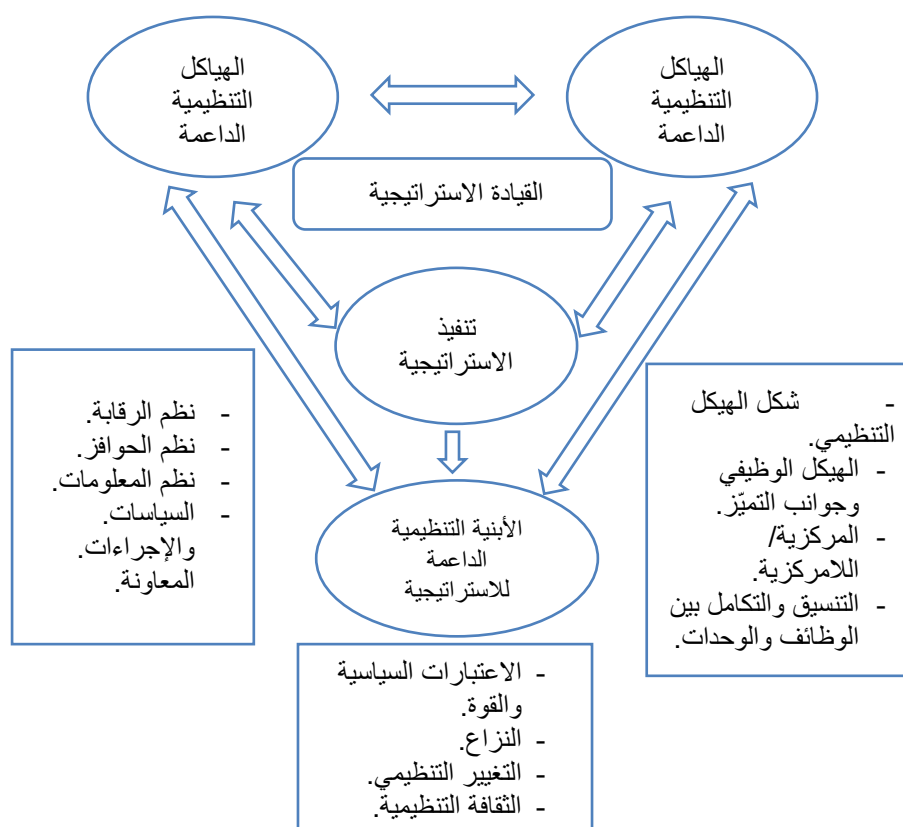 الهياكل
التنظيمية
الداعمة
الهياكل
التنظيمية
الداعمة
القيادة الاستراتيجية
تنفيذ
الاستراتيجية
- شكل الهيكل
التنظيمي.
- الهيكل الوظيفي
وجوانب التميّز.
- المركزية/
اللامركزية.
- التنسيق والتكامل بين
الوظائف والوحدات.
- نظم الرقابة.
- نظم الحوافز.
- نظم المعلومات.
- السياسات.
والإجراءات.
المعاونة.
الأبنية التنظيمية
الداعمة
للاستراتيجية
- الاعتبارات السياسية
والقوة.
- النزاع.
- التغيير التنظيمي.
- الثقافة التنظيمية.